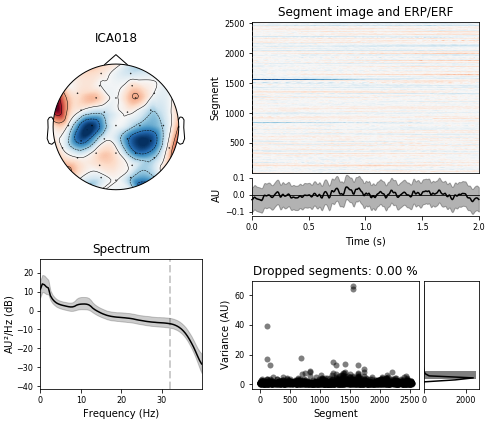 ICA018
Segment image and ERP/ERF
Segment
2500
2000
1500
1000
500
AU
0.1
0.0
−0.1
0.0 0.5 1.0 1.5 2.0
Time (s)
Spectrum
AU²/Hz (dB)
20
10
0
−10
−20
−30
−40
0 10 20 30
Frequency (Hz)
Dropped segments: 0.00 %
Variance (AU)
60
40
20
0
0 500 1000 1500 2000 2500
Segment
0 2000